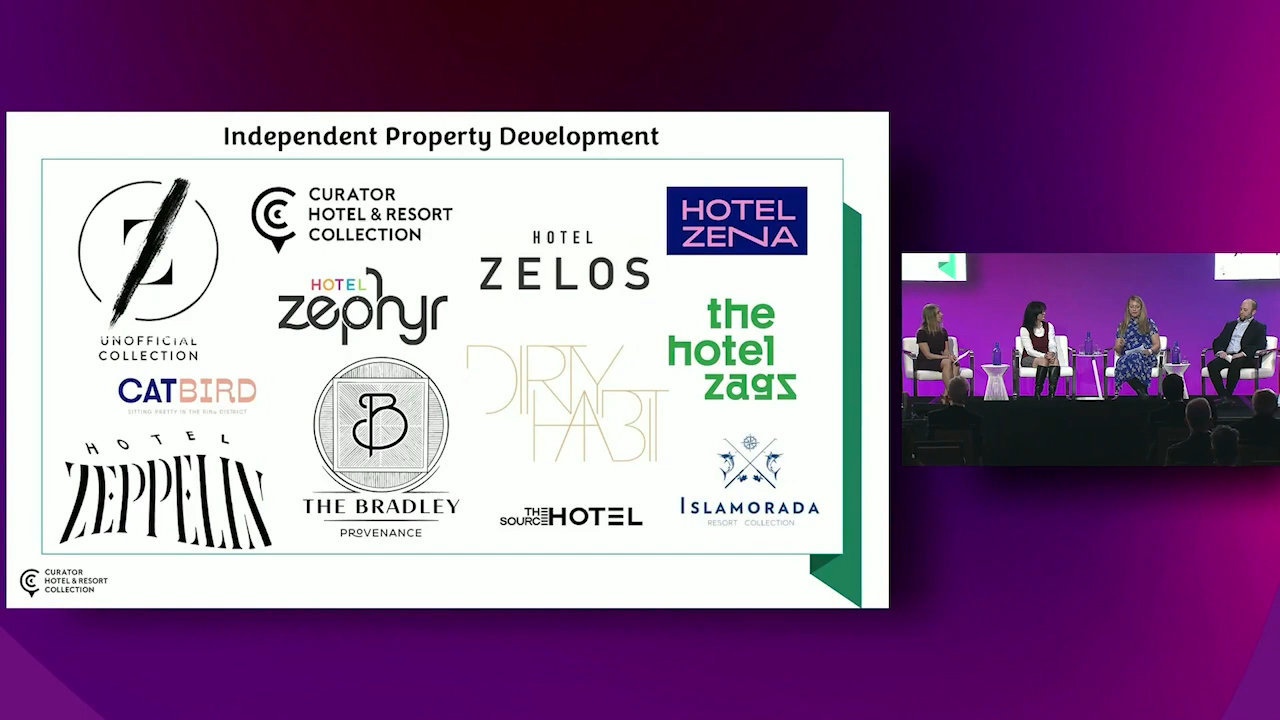 Independent Property Development
Z
UNOFFICIAL
COLLECTION
CURATOR
HOTEL & RESORT
COLLECTION
HOTEL
zephyr
HOTEL
ZELOS
HOTEL
ZENA
the
hotel
zags
CATBIRD
SITTING PRETTY IN THE RiNo DISTRICT
B
THE BRADLEY
PROVENANCE
DIRTY
HABIT
HOTEL
ZEPPELIN
THE
SOURCE HOTEL
ISLAMORADA
RESORT COLLECTION
CURATOR
HOTEL & RESORT
COLLECTION